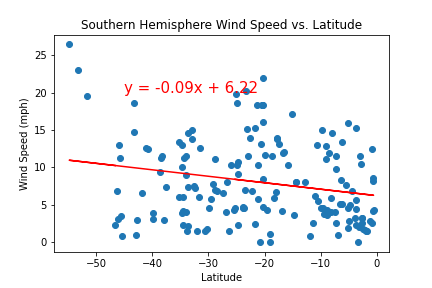 Southern Hemisphere Wind Speed vs. Latitude
25
20
15
10
5
0
Wind Speed (mph)
y = -0.09x + 6.22
−50 −40 −30 −20 −10 0
Latitude